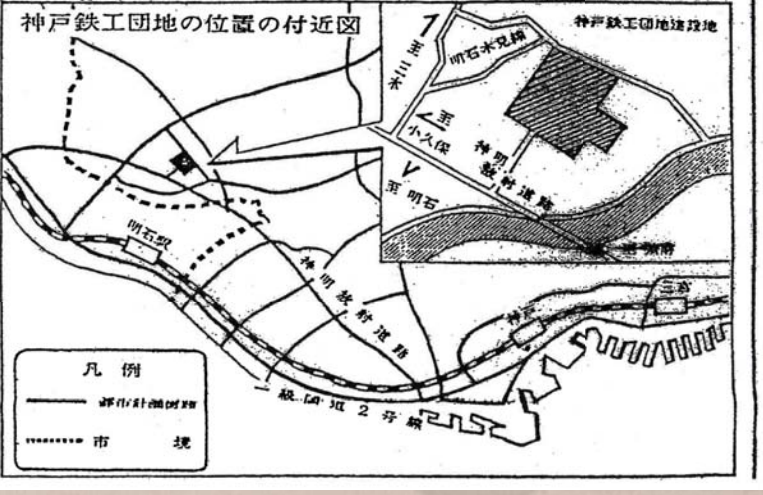 神戸鉄工団地の位置の付近図
神戸鉄工団地建設地
至三木
明石木見線
至小久保
神明放射道路
至明石
明石駅
神明放射道路
神戸
三宮
一級国道2号線
凡例
都市計画街路
市境